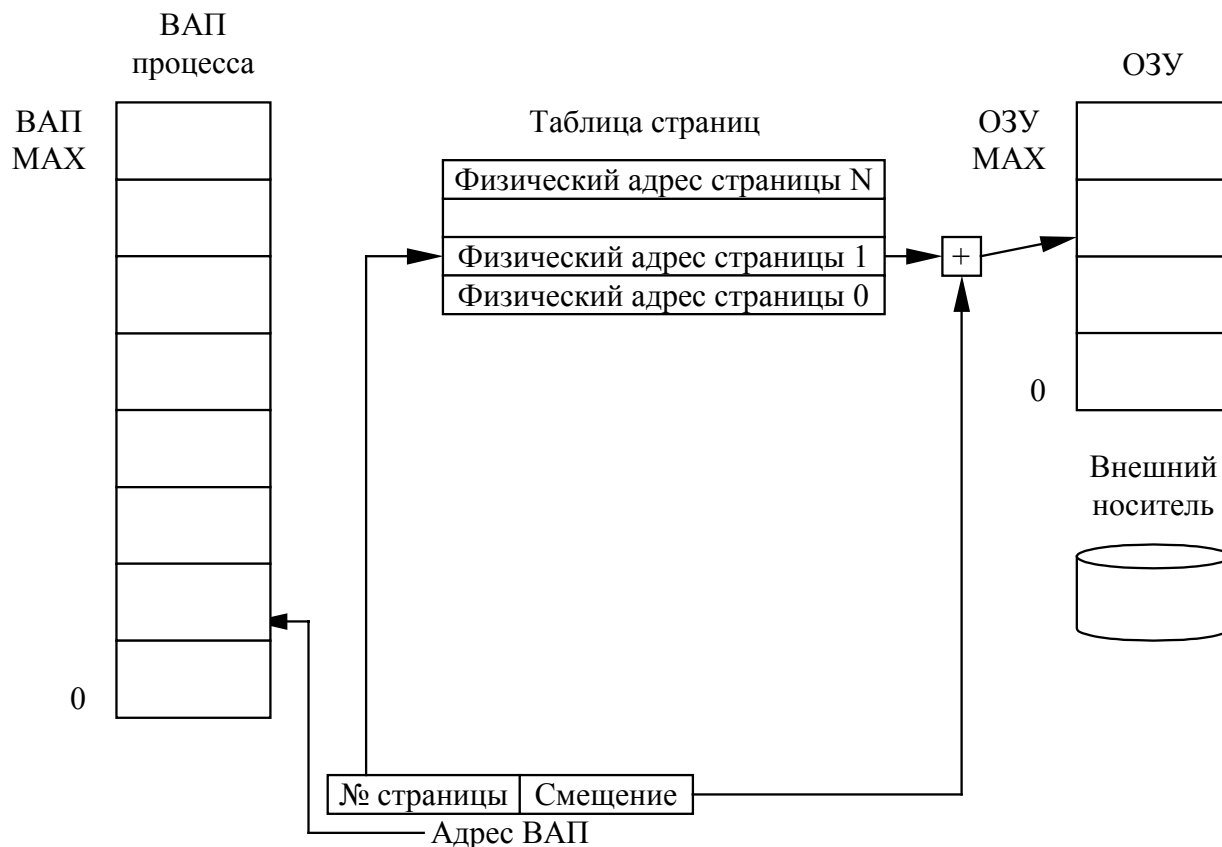 ВАП
процесса
ОЗУ
ВАП
MAX
Таблица страниц
ОЗУ
MAX
Физический адрес страницы N
Физический адрес страницы 1
+
Физический адрес страницы 0
0
Внешний
носитель
0
№ страницы
Смещение
Адрес ВАП